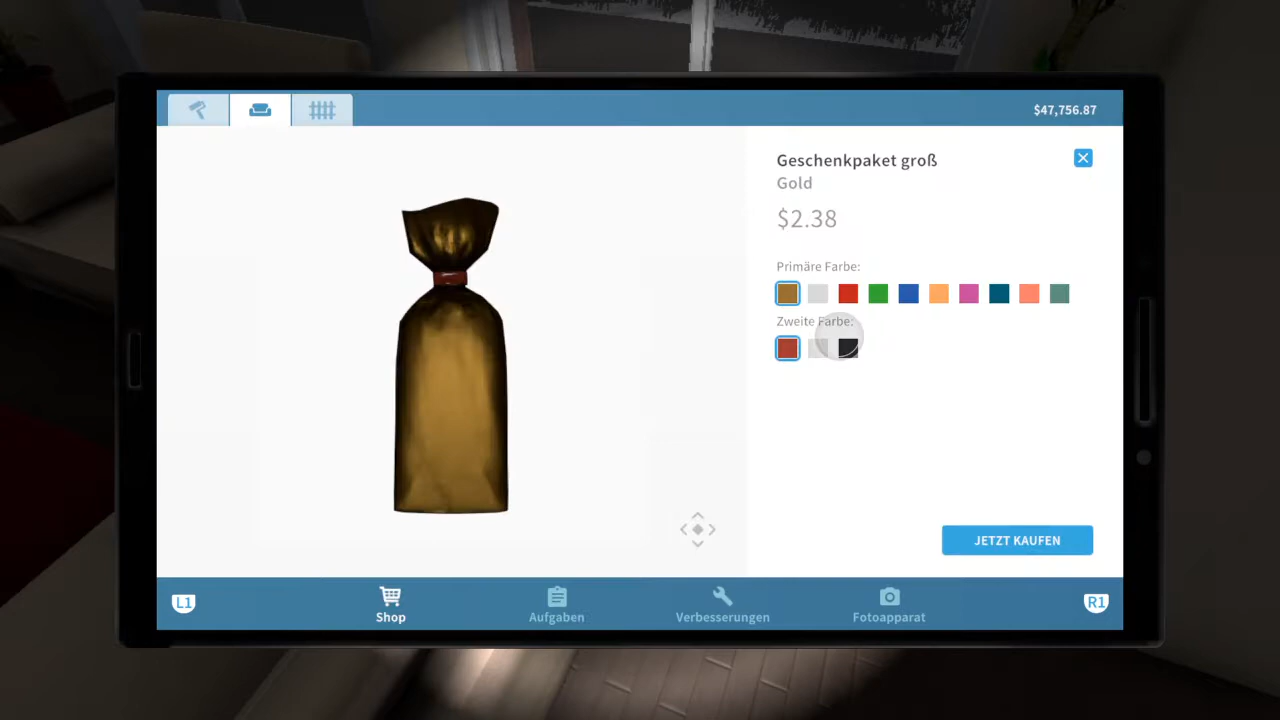 $47,756.87
Geschenkpaket groß
Gold
$2.38
Primäre Farbe:
Zweite Farbe:
JETZT KAUFEN
L1
Shop
Aufgaben
Verbesserungen
Fotoapparat
R1